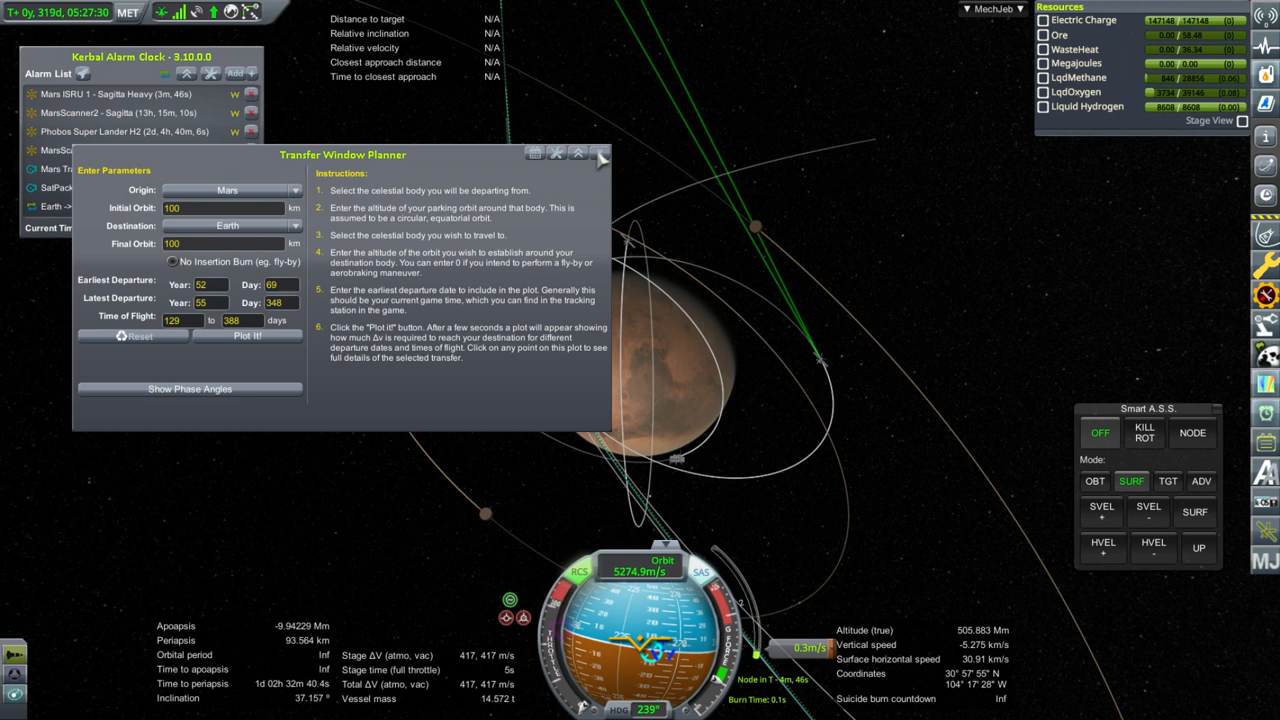 T+ 0y, 319d, 05:27:30
MET
Distance to target N/A
Relative inclination N/A
Relative velocity N/A
Closest approach distance N/A
Time to closest approach N/A
▼ MechJeb ▼
Resources
Electric Charge 147148 / 147148 (0)
Ore 0.00 / 58.48 (0)
WasteHeat 0.00 / 36.34 (0)
Megajoules 0.00 / 0.00 (0)
LqdMethane 846 / 28856 (0.06)
LqdOxygen 3734 / 39146 (0.08)
Liquid Hydrogen 8608 / 8608 (0.00)
Stage View
Kerbal Alarm Clock - 3.10.0.0
Alarm List
Add +
Mars ISRU 1 - Sagitta Heavy (3m, 46s) W
MarsScanner2 - Sagitta (13h, 15m, 10s) W
Phobos Super Lander H2 (2d, 4h, 40m, 6s) W
MarsSc
Mars Tr
SatPack
Earth ->
Current Tim
Transfer Window Planner
Enter Parameters
Origin: Mars
Initial Orbit: 100 km
Destination: Earth
Final Orbit: 100 km
No Insertion Burn (eg. fly-by)
Earliest Departure: Year: 52 Day: 69
Latest Departure: Year: 55 Day: 348
Time of Flight: 129 to 388 days
Reset
Plot It!
Show Phase Angles
Instructions:
1. Select the celestial body you will be departing from.
2. Enter the altitude of your parking orbit around that body. This is
assumed to be a circular, equatorial orbit.
3. Select the celestial body you wish to travel to.
4. Enter the altitude of the orbit you wish to establish around your
destination body. You can enter 0 if you intend to perform a fly-by or
aerobraking maneuver.
5. Enter the earliest departure date to include in the plot. Generally
this should be your current game time, which you can find in the tracking
station in the game.
6. Click the "Plot it!" button. After a few seconds a plot will appear showing
how much Δv is required to reach your destination for different
departure dates and times of flight. Click on any point on this plot to see
full details of the selected transfer.
Smart A.S.S.
OFF
KILL
ROT
NODE
Mode:
OBT SURF TGT ADV
SVEL
+
SVEL
-
SURF
HVEL
+
HVEL
-
UP
MJ
Orbit
5274.9m/s
RCS
SAS
HDG 239°
0.3m/s
Node in T - 4m, 46s
Burn Time: 0.1s
Apoapsis -9.94229 Mm
Periapsis 93.564 km
Orbital period Inf
Time to apoapsis Inf
Time to periapsis 1d 02h 32m 40.4s
Inclination 37.157 º
Stage ΔV (atmo, vac) 417, 417 m/s
Stage time (full throttle) 5s
Total ΔV (atmo, vac) 417, 417 m/s
Vessel mass 14.572 t
Altitude (true) 505.883 Mm
Vertical speed -5.275 km/s
Surface horizontal speed 30.91 km/s
Coordinates 30° 57' 55" N
104° 17' 28" W
Suicide burn countdown Inf